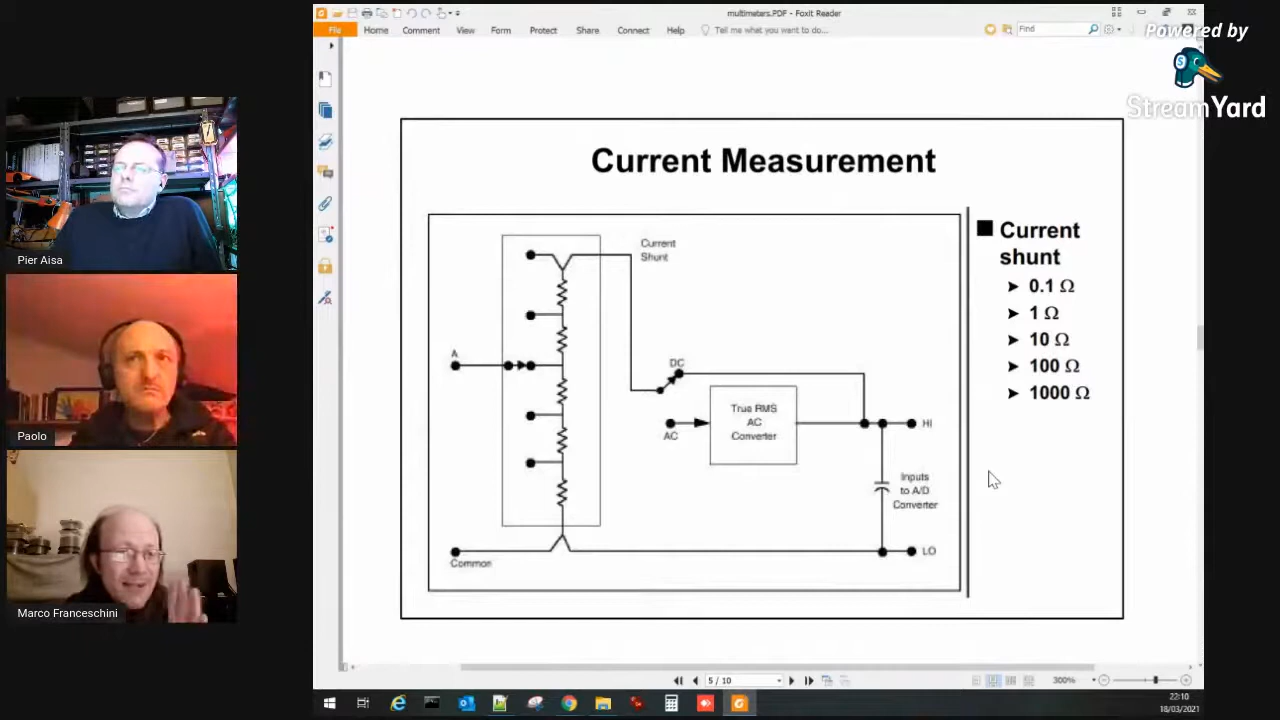 multimeters.PDF - Foxit Reader
File Home Comment View Form Protect Share Connect Help Tell me what you want to do... Find
Powered by
StreamYard
Current Measurement
Current
Shunt
A
DC
AC
True RMS
AC
Converter
HI
Inputs
to A/D
Converter
LO
Common
■ Current
shunt
➤ 0.1 Ω
➤ 1 Ω
➤ 10 Ω
➤ 100 Ω
➤ 1000 Ω
Pier Aisa
Paolo
Marco Franceschini
5 / 10
300%
22:10
18/03/2021